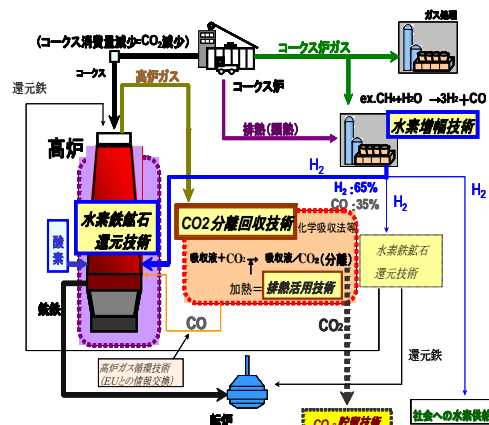 ガス処理
(コークス消費量減少=CO₂減少)
コークス炉ガス
コークス
高炉ガス
コークス炉
還元鉄
ex.CH₄+H₂O →3H₂+CO
排熱(顕熱)
水素増幅技術
高炉
H₂
H₂:65%
CO:35%
H₂
H₂
水素鉄鉱石
還元技術
CO2分離回収技術
化学吸収法等
水素鉄鉱石
還元技術
酸素
吸収液+CO₂
吸収液/CO₂(分離)
加熱=
排熱活用技術
銑鉄
CO
CO₂
高炉ガス循環技術
(EUとの情報交換)
還元鉄
転炉
CO₂貯留技術
社会への水素供給